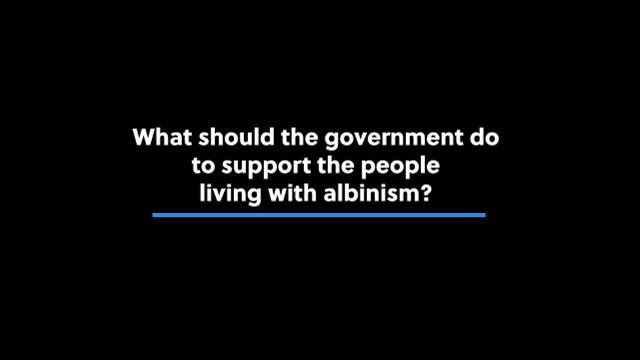 What should the government do
to support the people
living with albinism?